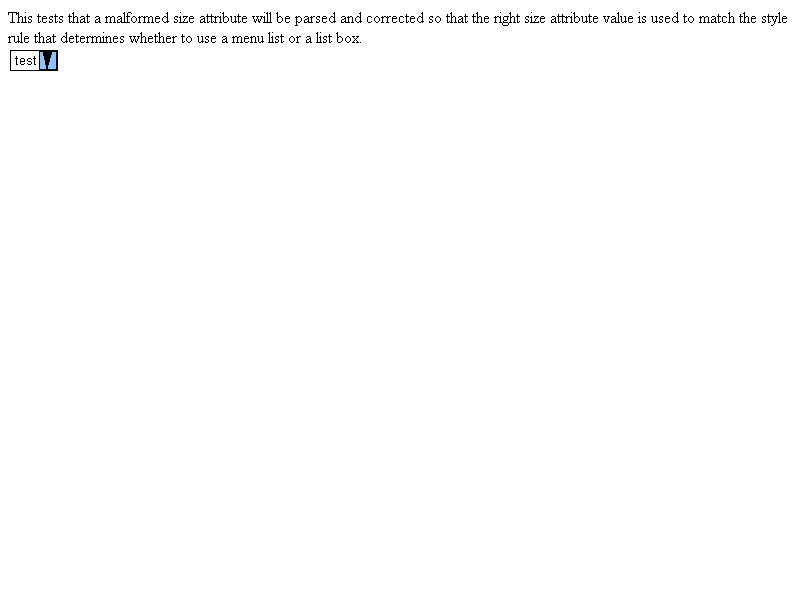 This tests that a malformed size attribute will be parsed and corrected so that the right size attribute value is used to match the style
rule that determines whether to use a menu list or a list box.
test